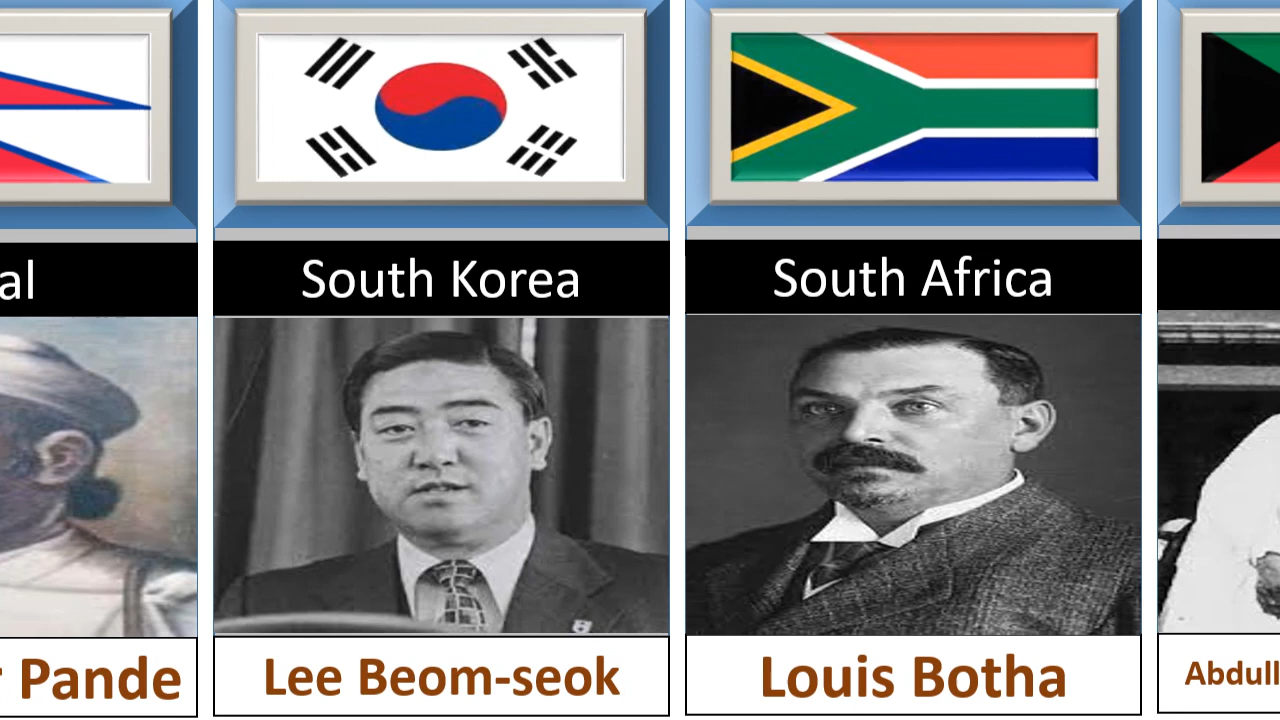 al
South Korea
South Africa
r Pande
Lee Beom-seok
Louis Botha
Abdull